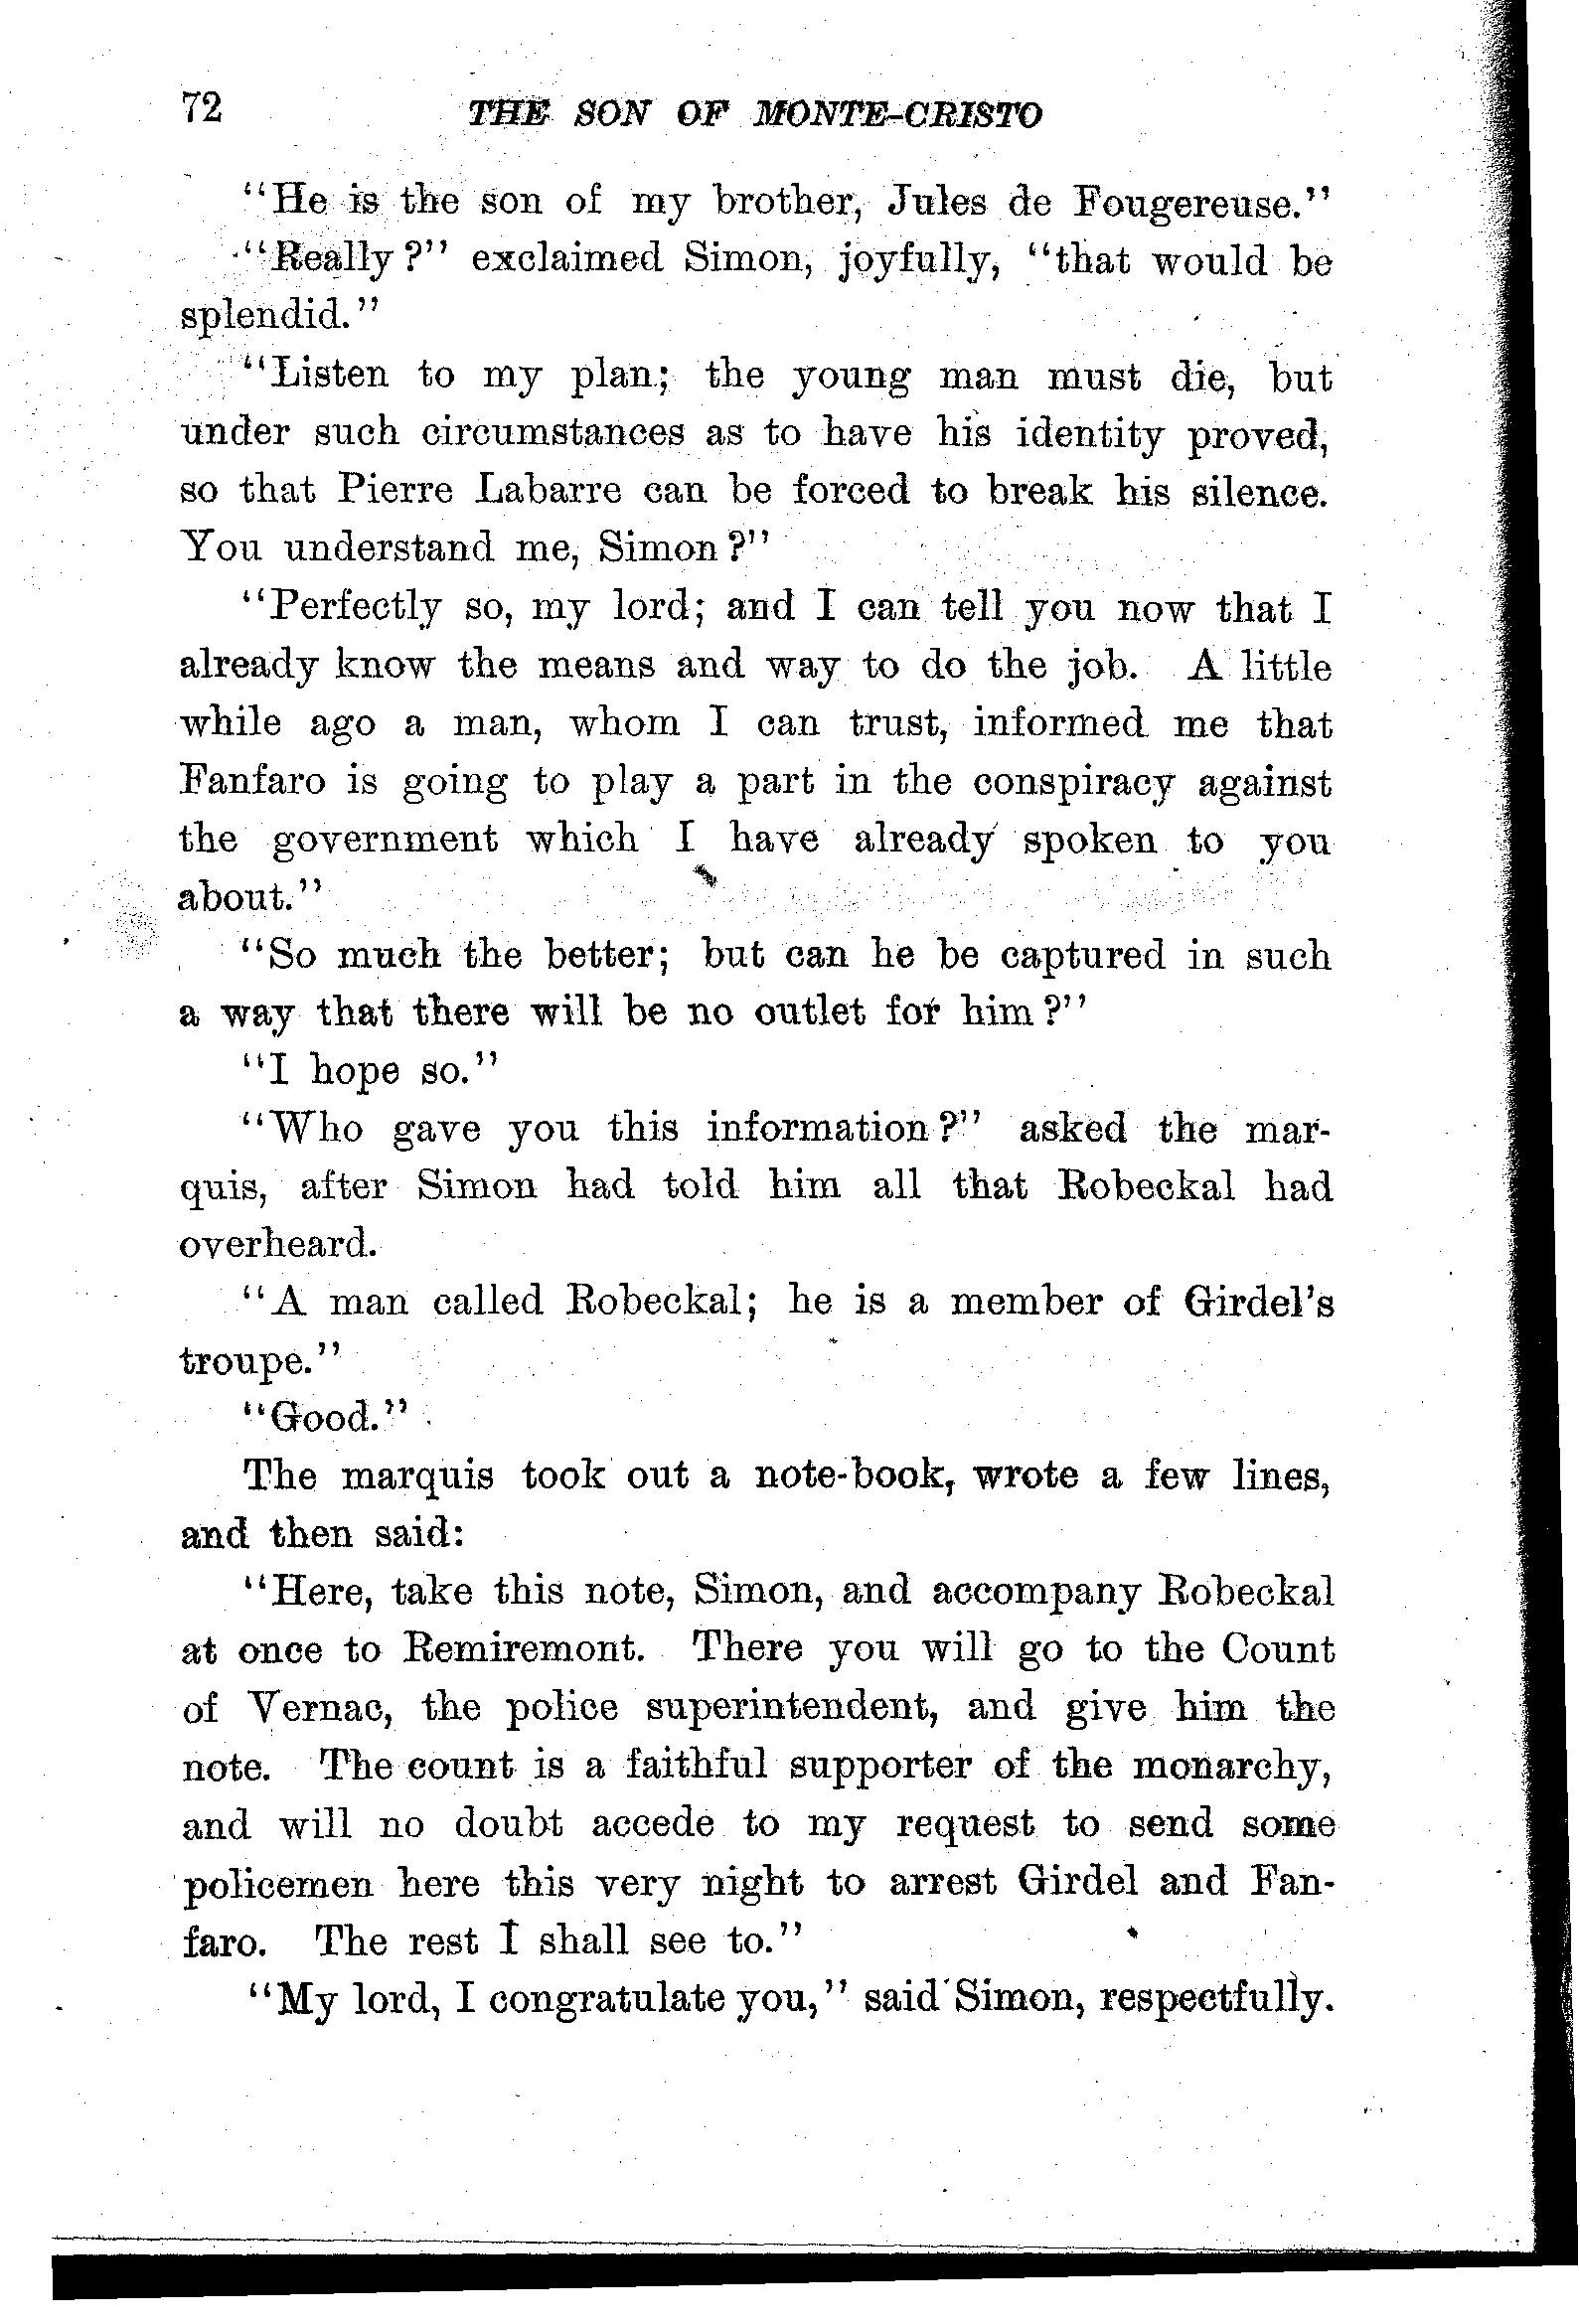 72 THE SON OF MONTE-CRISTO
"He is the son of my brother, Jules de Fougereuse."
"Really?" exclaimed Simon, joyfully, "that would be
splendid."
"Listen to my plan; the young man must die, but
under such circumstances as to have his identity proved,
so that Pierre Labarre can be forced to break his silence.
You understand me, Simon?"
"Perfectly so, my lord; and I can tell you now that I
already know the means and way to do the job. A little
while ago a man, whom I can trust, informed me that
Fanfaro is going to play a part in the conspiracy against
the government which I have already spoken to you
about."
"So much the better; but can he be captured in such
a way that there will be no outlet for him?"
"I hope so."
"Who gave you this information?" asked the mar-
quis, after Simon had told him all that Robeckal had
overheard.
"A man called Robeckal; he is a member of Girdel's
troupe."
"Good."
The marquis took out a note-book, wrote a few lines,
and then said:
"Here, take this note, Simon, and accompany Robeckal
at once to Remiremont. There you will go to the Count
of Vernac, the police superintendent, and give him the
note. The count is a faithful supporter of the monarchy,
and will no doubt accede to my request to send some
policemen here this very night to arrest Girdel and Fan-
faro. The rest I shall see to."
"My lord, I congratulate you," said Simon, respectfully.